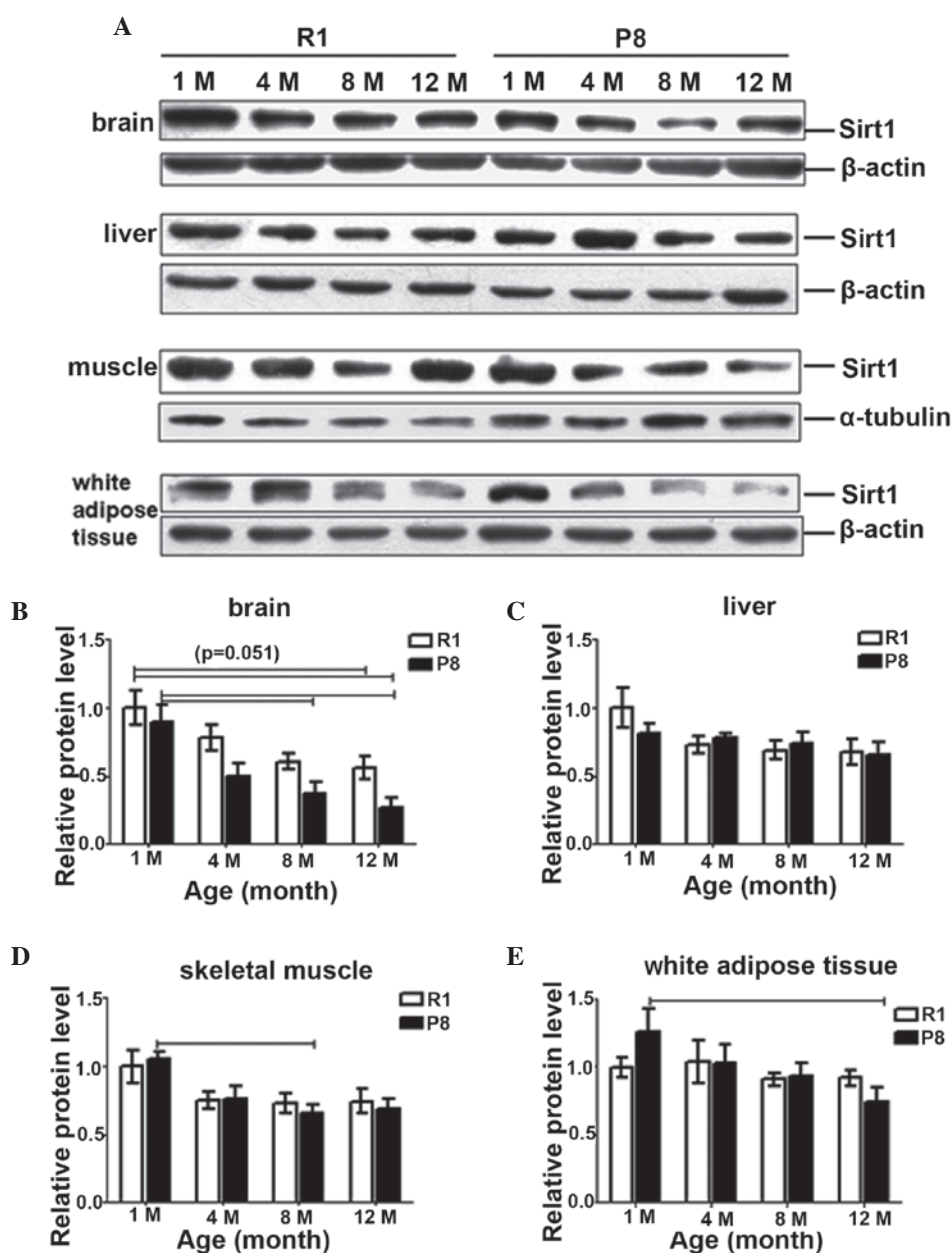 A
R1 P8
1 M 4 M 8 M 12 M 1 M 4 M 8 M 12 M
brain Sirt1
β-actin
liver Sirt1
β-actin
muscle Sirt1
α-tubulin
white
adipose
tissue
Sirt1
β-actin
B
brain
Relative protein level
1.5
1.0
0.5
0.0
(p=0.051)
R1
P8
1 M 4 M 8 M 12 M
Age (month)
C
liver
Relative protein level
1.5
1.0
0.5
0.0
R1
P8
1 M 4 M 8 M 12 M
Age (month)
D
skeletal muscle
Relative protein level
1.5
1.0
0.5
0.0
R1
P8
1 M 4 M 8 M 12 M
Age (month)
E
white adipose tissue
Relative protein level
1.5
1.0
0.5
0.0
R1
P8
1 M 4 M 8 M 12 M
Age (month)